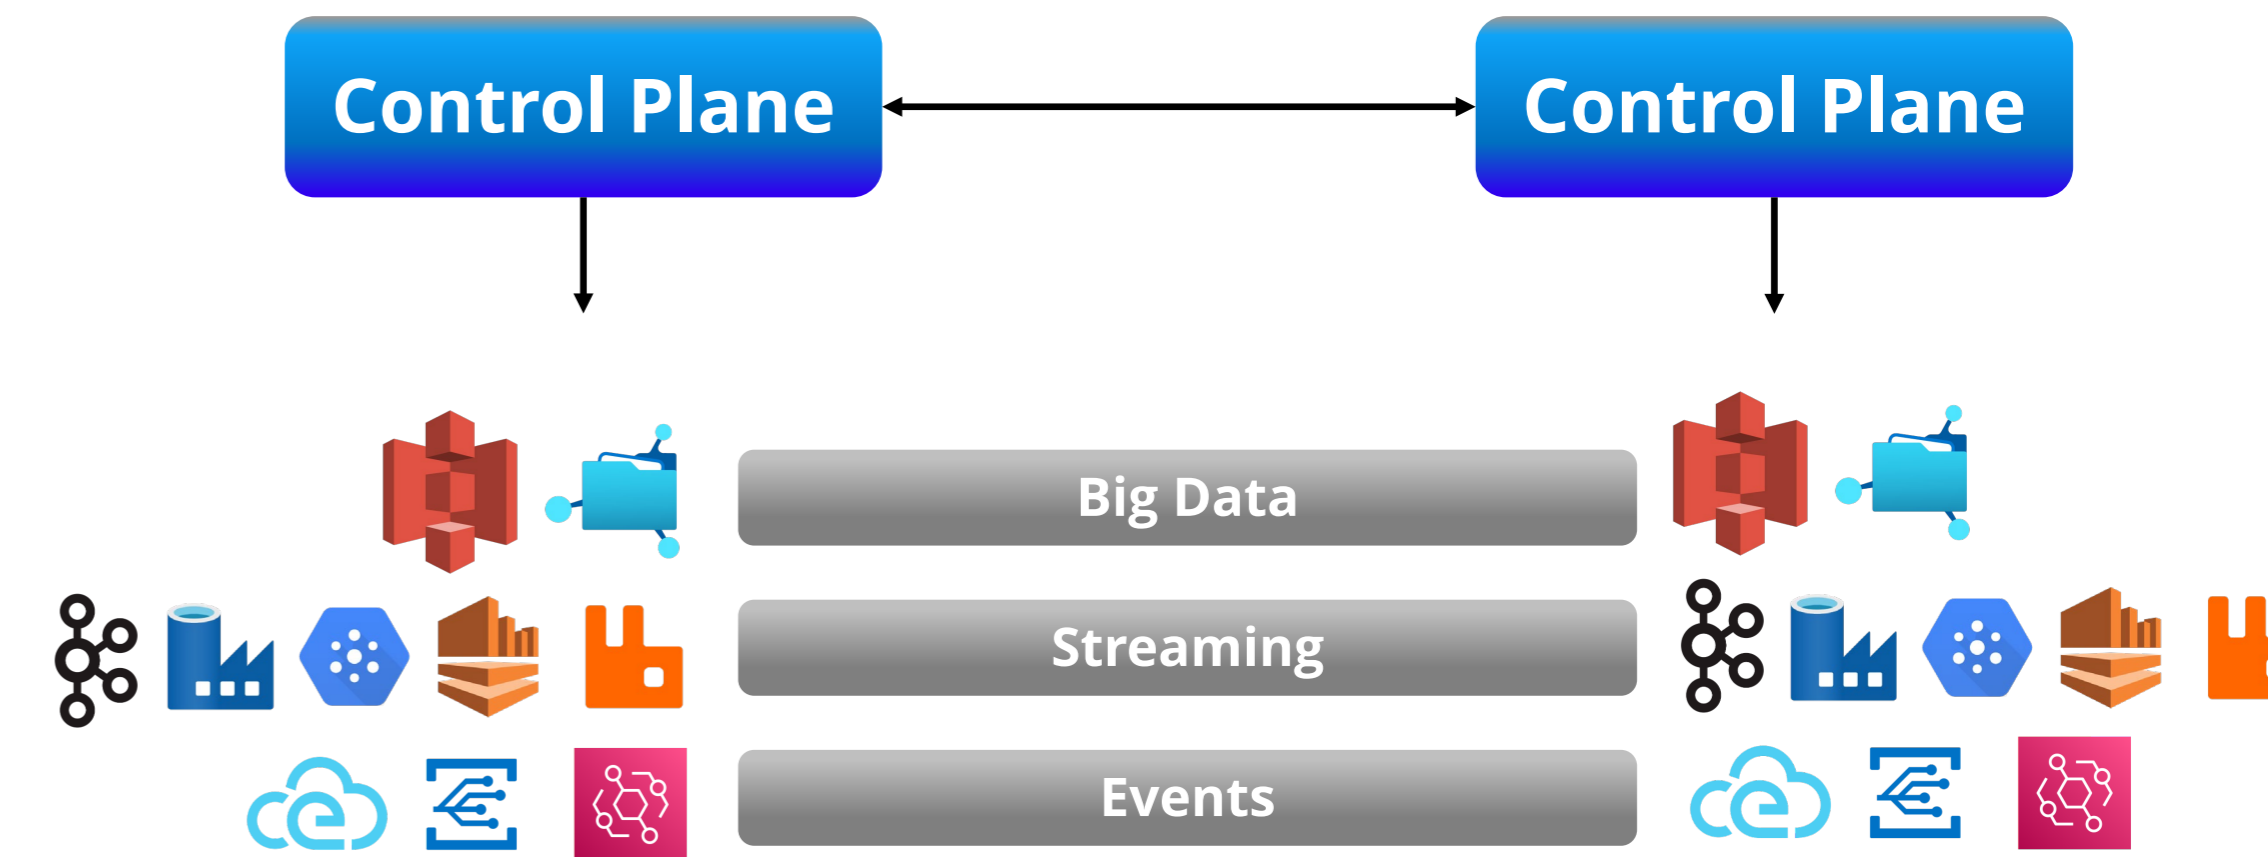 Control Plane
Control Plane
Big Data
Streaming
Events